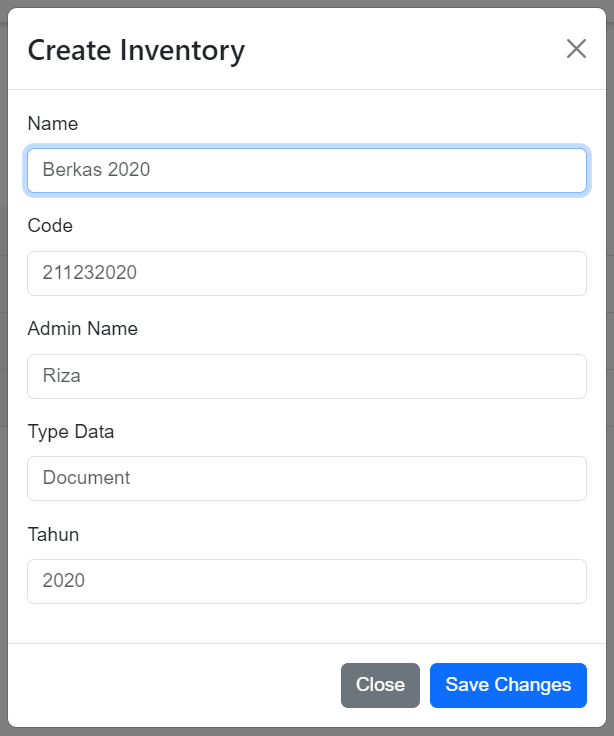 Create Inventory
Name
Berkas 2020
Code
211232020
Admin Name
Riza
Type Data
Document
Tahun
2020
Close Save Changes